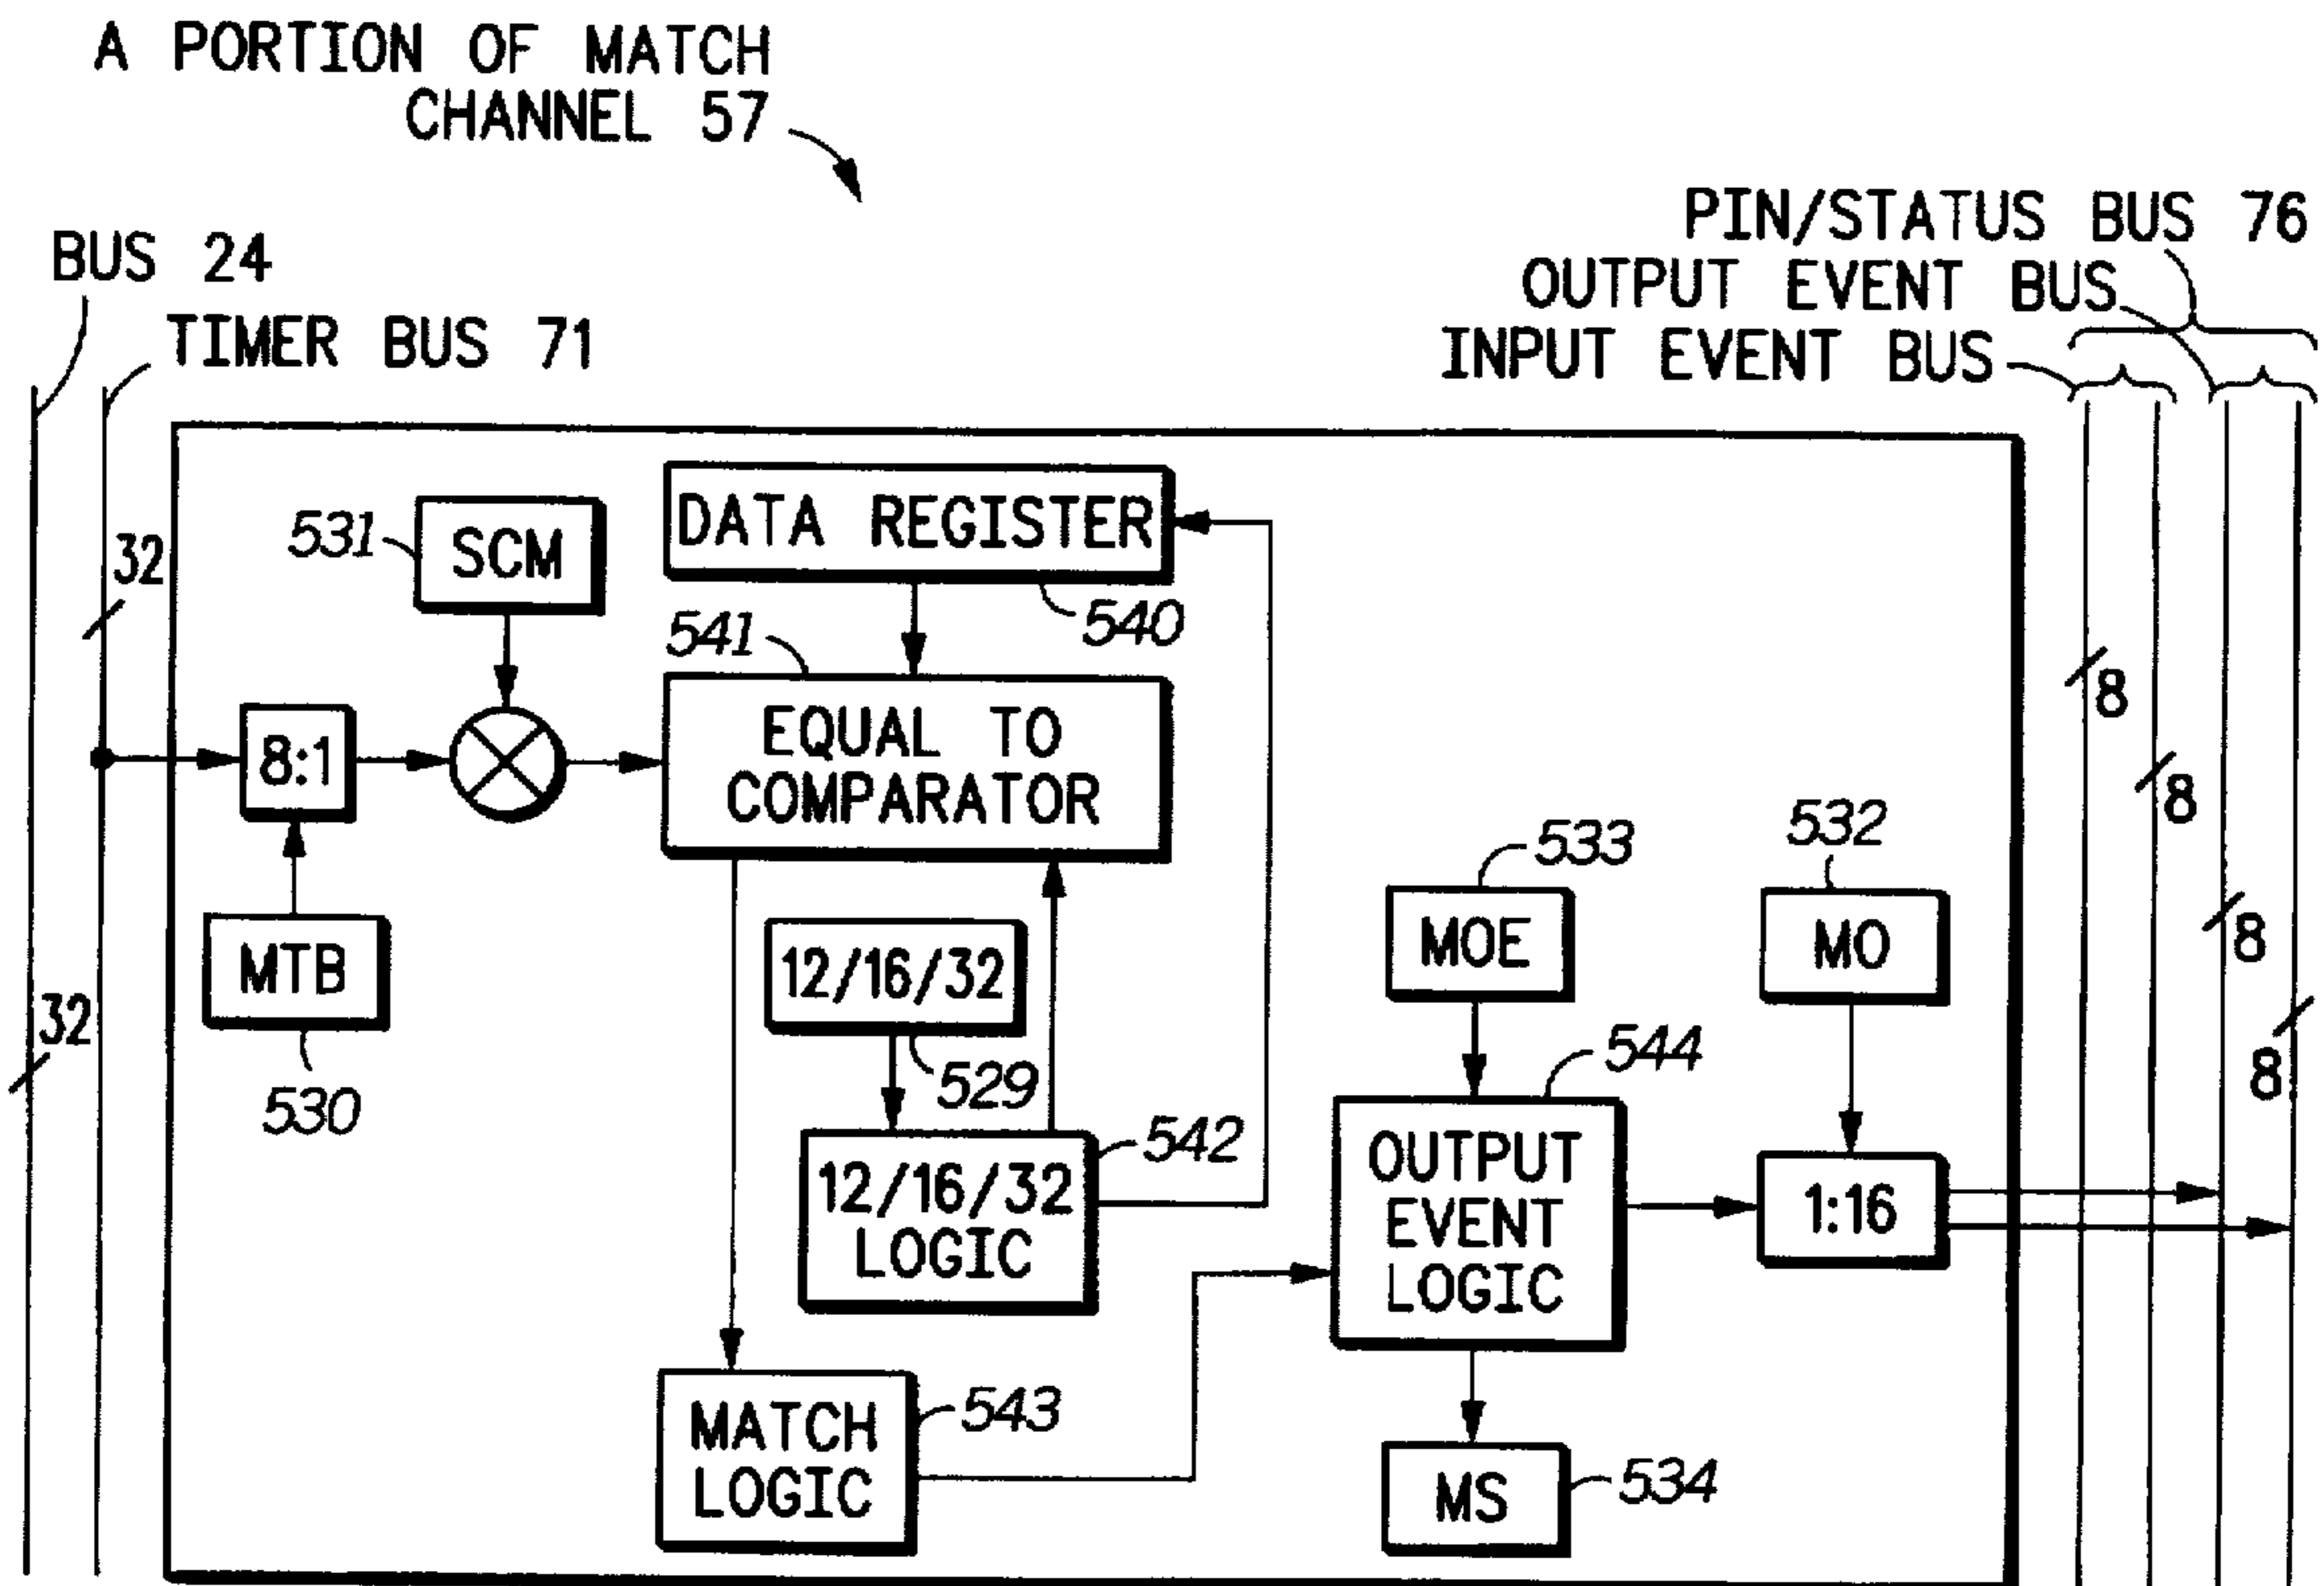 A PORTION OF MATCH
CHANNEL 57
PIN/STATUS BUS 76
BUS 24
OUTPUT EVENT BUS
TIMER BUS 71
INPUT EVENT BUS
531
SCM
DATA REGISTER
32
540
541
8
8:1
EQUAL TO
COMPARATOR
8
533
532
MTB
12/16/32
MOE
MO
8
32
529
544
8
530
542
12/16/32
LOGIC
OUTPUT
EVENT
LOGIC
1:16
MATCH
LOGIC
543
MS
534